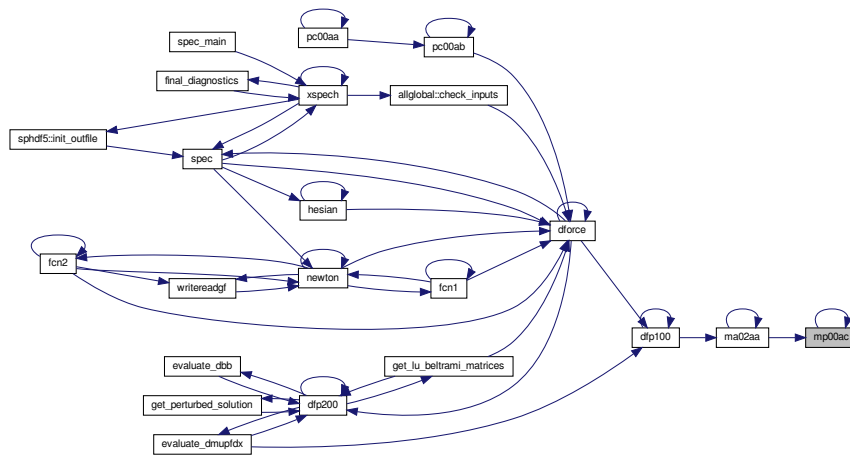 pc00aa
spec_main
pc00ab
final_diagnostics
xspech
allglobal::check_inputs
sphdf5::init_outfile
spec
hesian
dforce
fcn2
newton
writereadgf
fcn1
dfp100
ma02aa
mp00ac
evaluate_dbb
get_lu_beltrami_matrices
get_perturbed_solution
dfp200
evaluate_dmupfdx